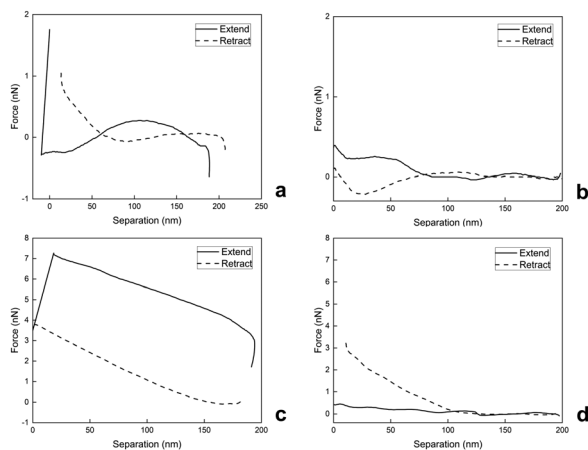 Extend
Retract
Force (nN)
2
1
0
-1
0
50
100
150
200
250
Separation (nm)
a
Extend
Retract
Force (nN)
2
1
0
0
50
100
150
200
Separation (nm)
b
Extend
Retract
Force (nN)
8
7
6
5
4
3
2
1
0
-1
0
50
100
150
200
Separation (nm)
c
Extend
Retract
Force (nN)
8
7
6
5
4
3
2
1
0
0
50
100
150
200
Separation (nm)
d